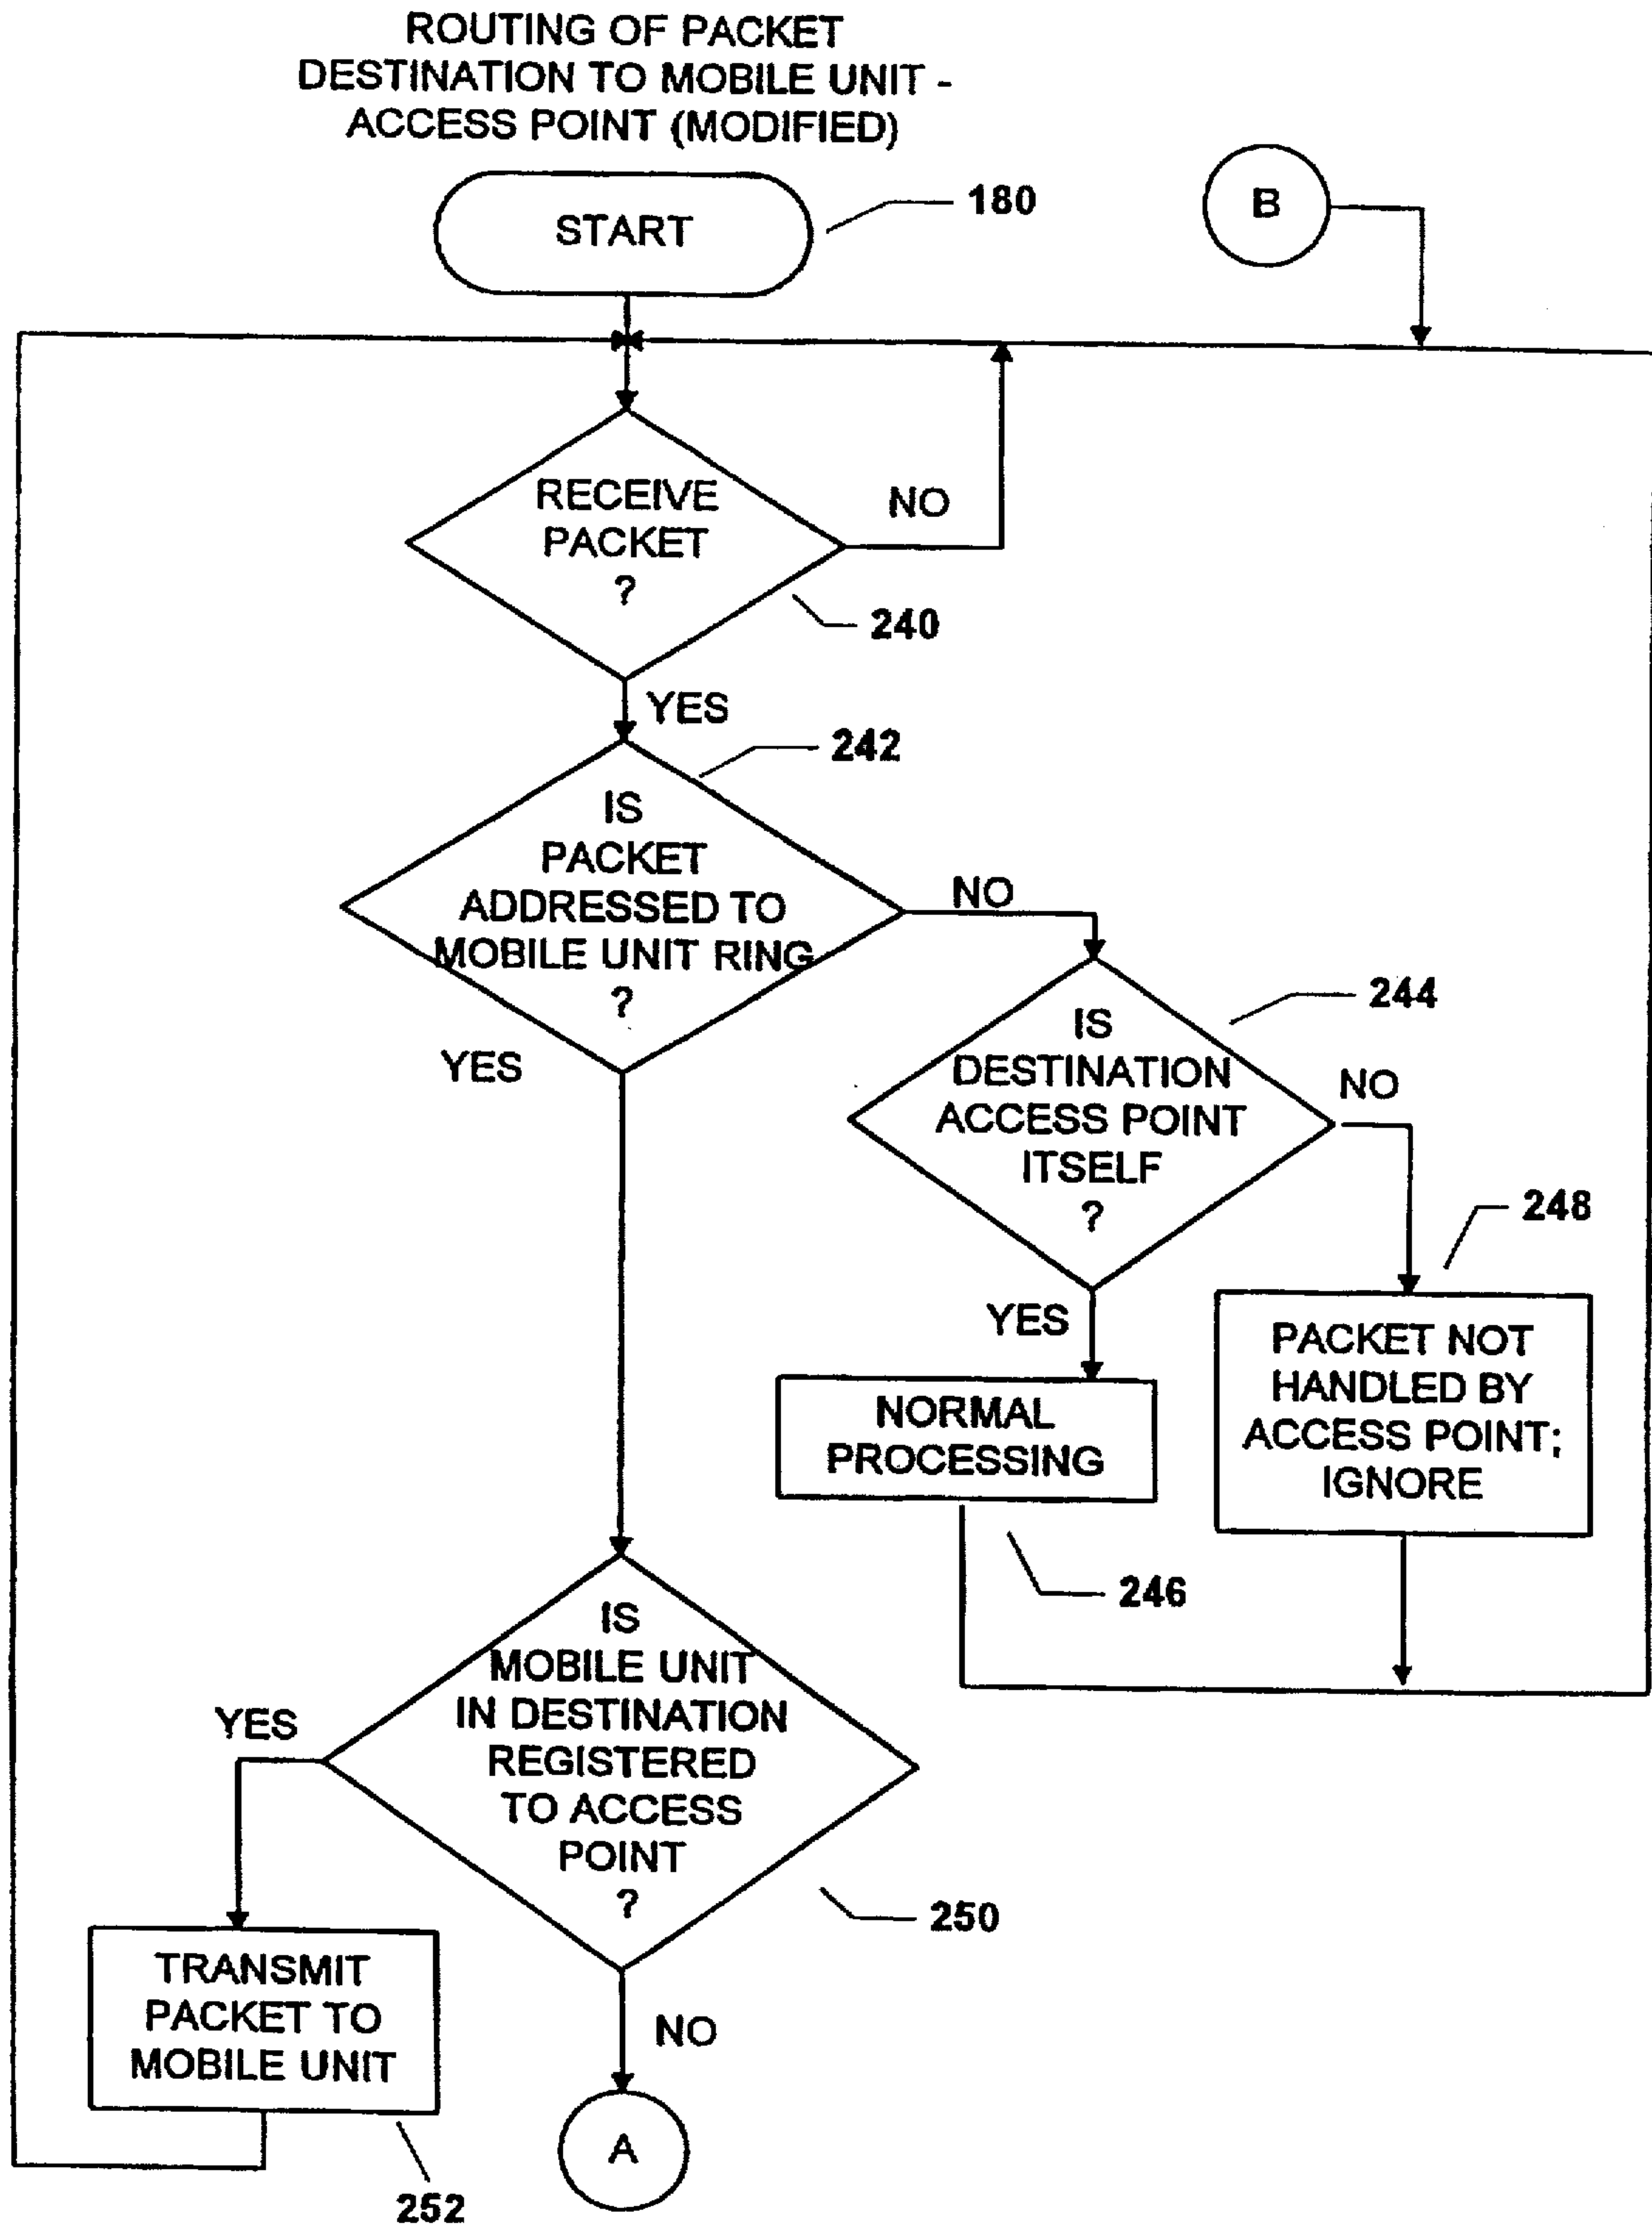 ROUTING OF PACKET
DESTINATION TO MOBILE UNIT -
ACCESS POINT (MODIFIED)
START
180
B
RECEIVE
PACKET
?
NO
240
YES
242
IS
PACKET
ADDRESSED TO
MOBILE UNIT RING
?
NO
YES
244
IS
DESTINATION
ACCESS POINT
ITSELF
?
NO
YES
248
PACKET NOT
HANDLED BY
ACCESS POINT;
IGNORE
NORMAL
PROCESSING
246
IS
MOBILE UNIT
IN DESTINATION
REGISTERED
TO ACCESS
POINT
?
YES
250
TRANSMIT
PACKET TO
MOBILE UNIT
NO
252
A